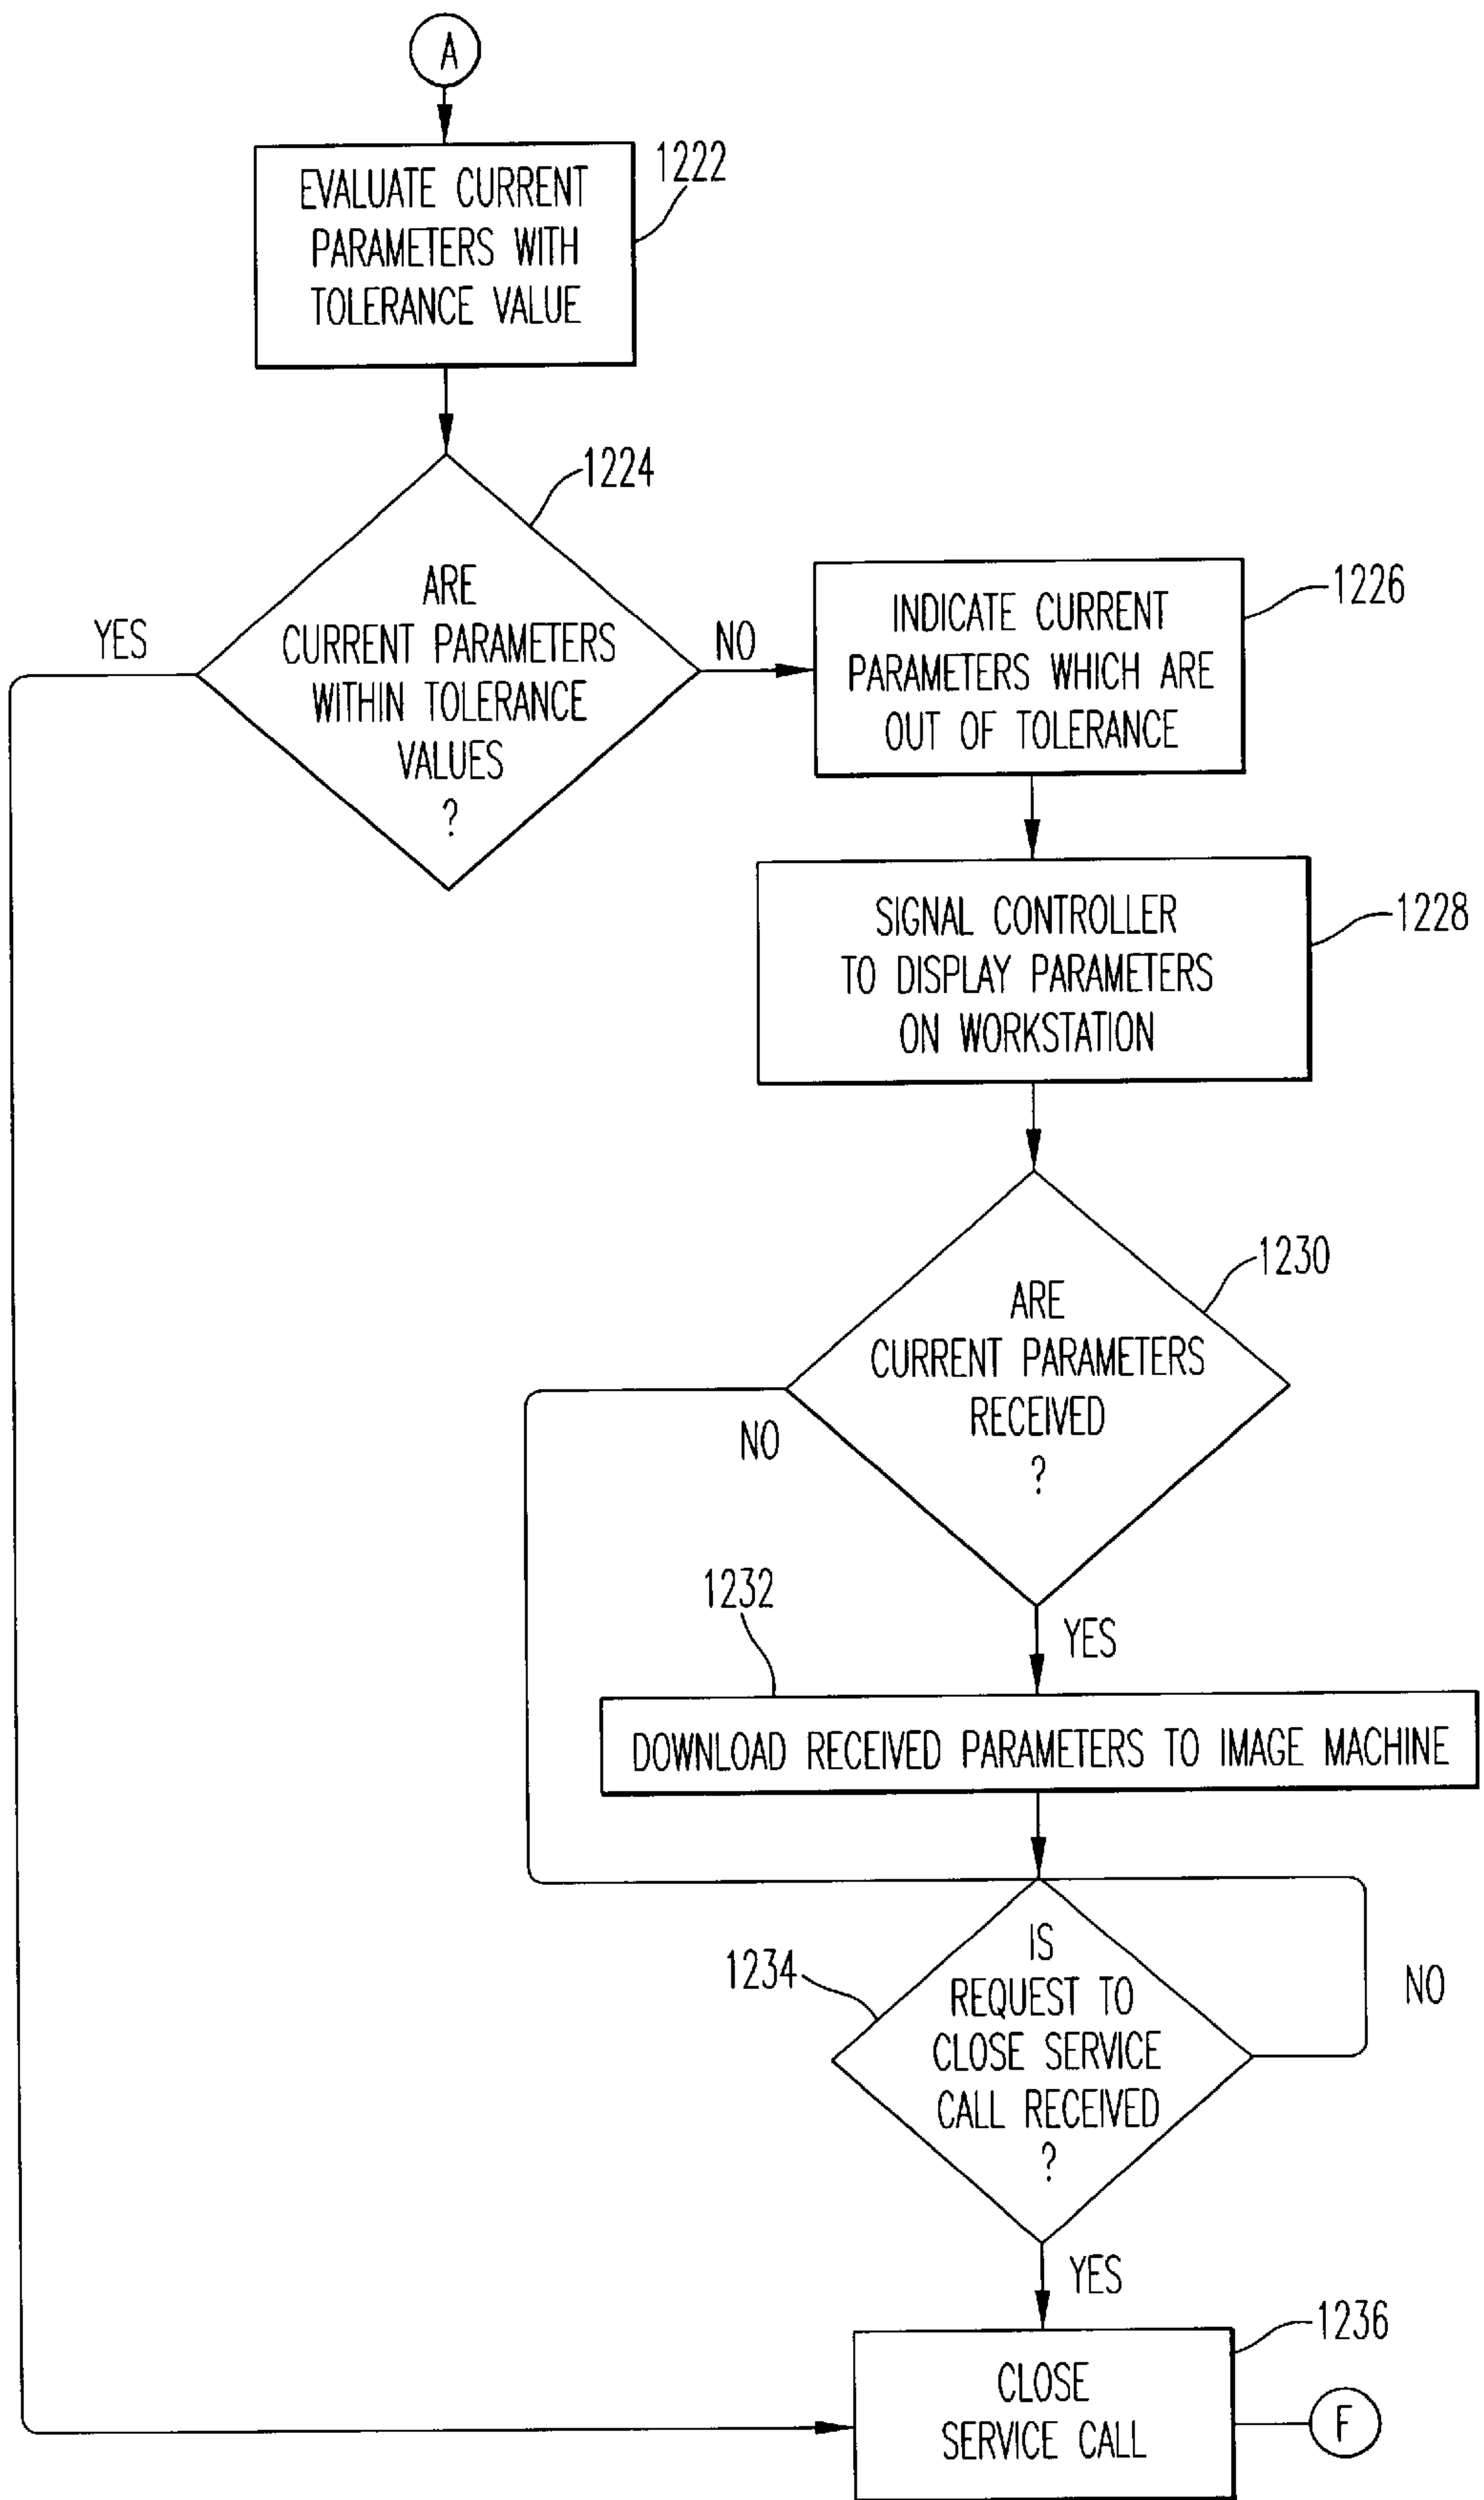 A
1222
EVALUATE CURRENT
PARAMETERS WITH
TOLERANCE VALUE
1224
ARE
CURRENT PARAMETERS
WITHIN TOLERANCE
VALUES
?
YES
NO
1226
INDICATE CURRENT
PARAMETERS WHICH ARE
OUT OF TOLERANCE
1228
SIGNAL CONTROLLER
TO DISPLAY PARAMETERS
ON WORKSTATION
1230
ARE
CURRENT PARAMETERS
RECEIVED
?
NO
YES
1232
DOWNLOAD RECEIVED PARAMETERS TO IMAGE MACHINE
1234
IS
REQUEST TO
CLOSE SERVICE
CALL RECEIVED
?
NO
YES
1236
CLOSE
SERVICE CALL
F